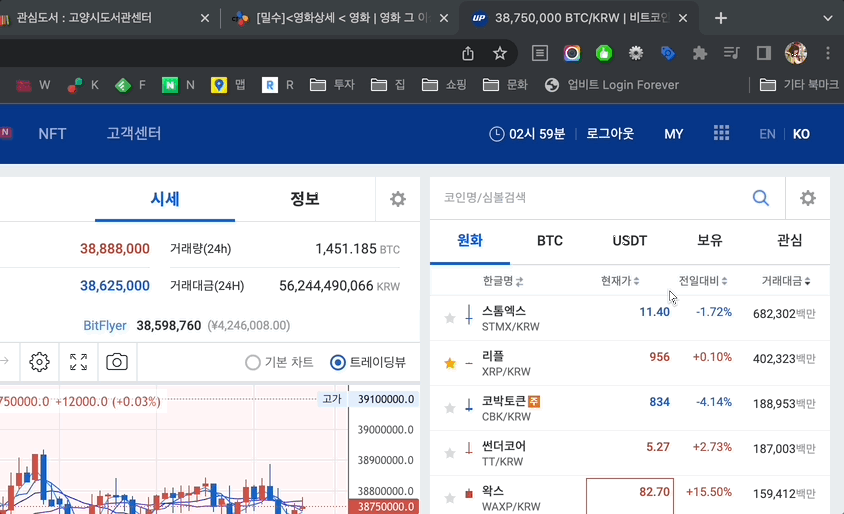 관심도서 : 고양시도서관센터
[밀수]<영화상세 < 영화 | 영화 그 이
38,750,000 BTC/KRW | 비트코인
W K F N 맵 R 투자 집 쇼핑 문화 업비트 Login Forever 기타 북마크
N NFT 고객센터 02시 59분 로그아웃 MY EN KO
시세 정보
38,888,000 거래량(24h) 1,451.185 BTC
38,625,000 거래대금(24H) 56,244,490,066 KRW
BitFlyer 38,598,760 (¥4,246,008.00)
기본 차트 트레이딩뷰
750000.0 +12000.0 (+0.03%)
고가 39100000.0
39000000.0
38900000.0
38800000.0
38750000.0
코인명/심볼검색
원화 BTC USDT 보유 관심
한글명 현재가 전일대비 거래대금
스톰엑스 11.40 -1.72% 682,302백만
STMX/KRW
리플 956 +0.10% 402,323백만
XRP/KRW
코박토큰 주 834 -4.14% 188,953백만
CBK/KRW
썬더코어 5.27 +2.73% 187,003백만
TT/KRW
왁스 82.70 +15.50% 159,412백만
WAXP/KRW